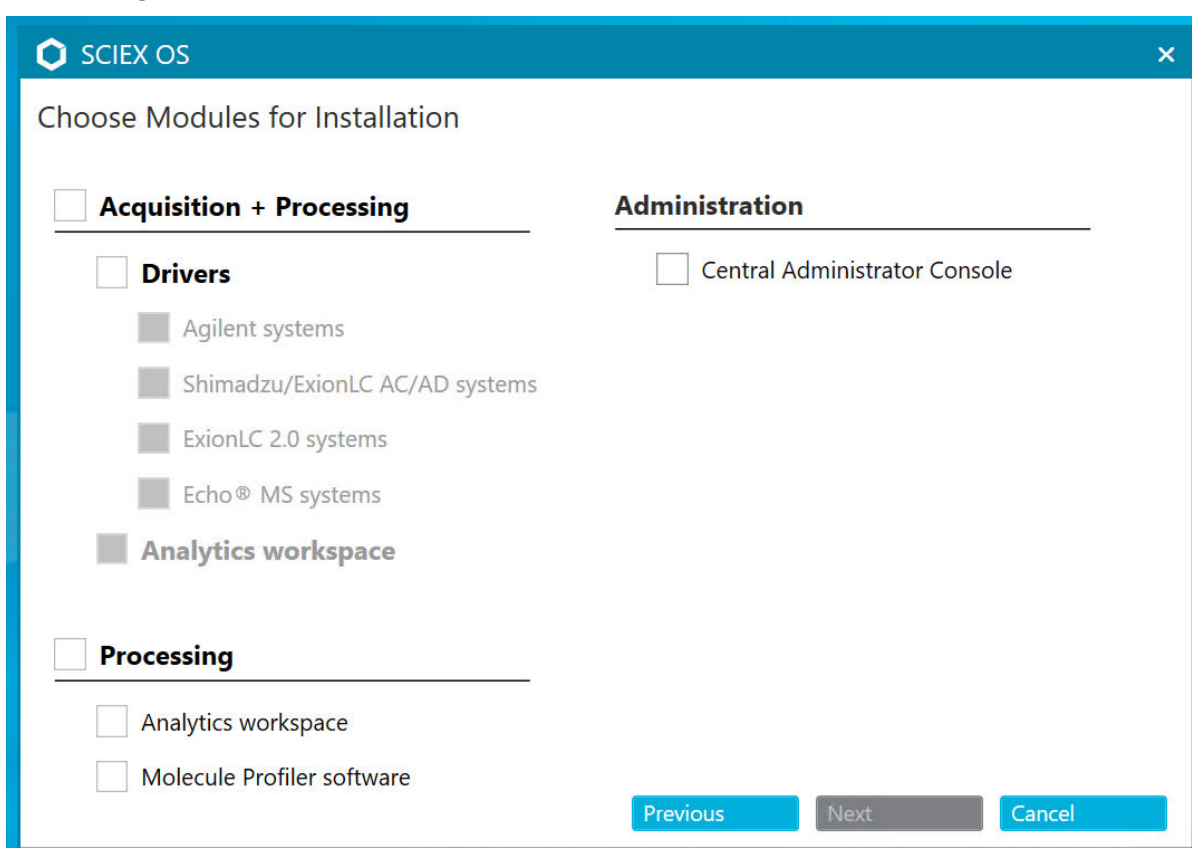 SCIEX OS
Choose Modules for Installation
Acquisition + Processing
Drivers
Agilent systems
Shimadzu/ExionLC AC/AD systems
ExionLC 2.0 systems
Echo® MS systems
Analytics workspace
Processing
Analytics workspace
Molecule Profiler software
Administration
Central Administrator Console
Previous
Next
Cancel